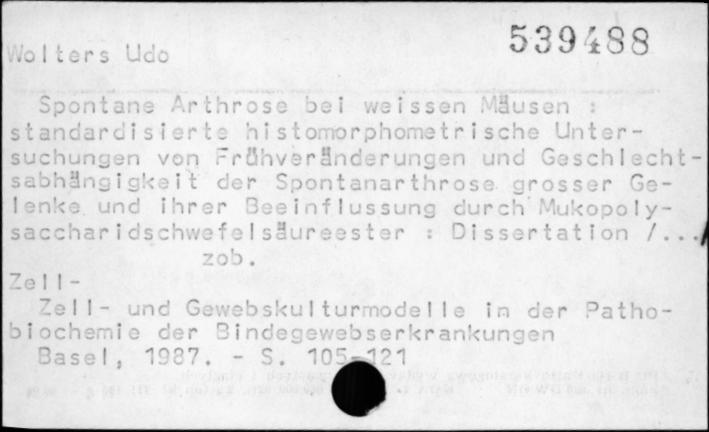 539488
Wolters Udo
Spontane Arthrose bei weissen Mäusen :
standardisierte histomorphometrische Unter-
suchungen von Frühveränderungen und Geschlecht-
sabhängigkeit der Spontanarthrose grosser Ge-
lenke und ihrer Beeinflussung durch Mukopoly-
saccharidschwefelsäureester : Dissertation /...
zob.
Zell-
Zell- und Gewebskulturmodelle in der Patho-
biochemie der Bindegewebserkrankungen
Basel, 1987. - S. 105-121